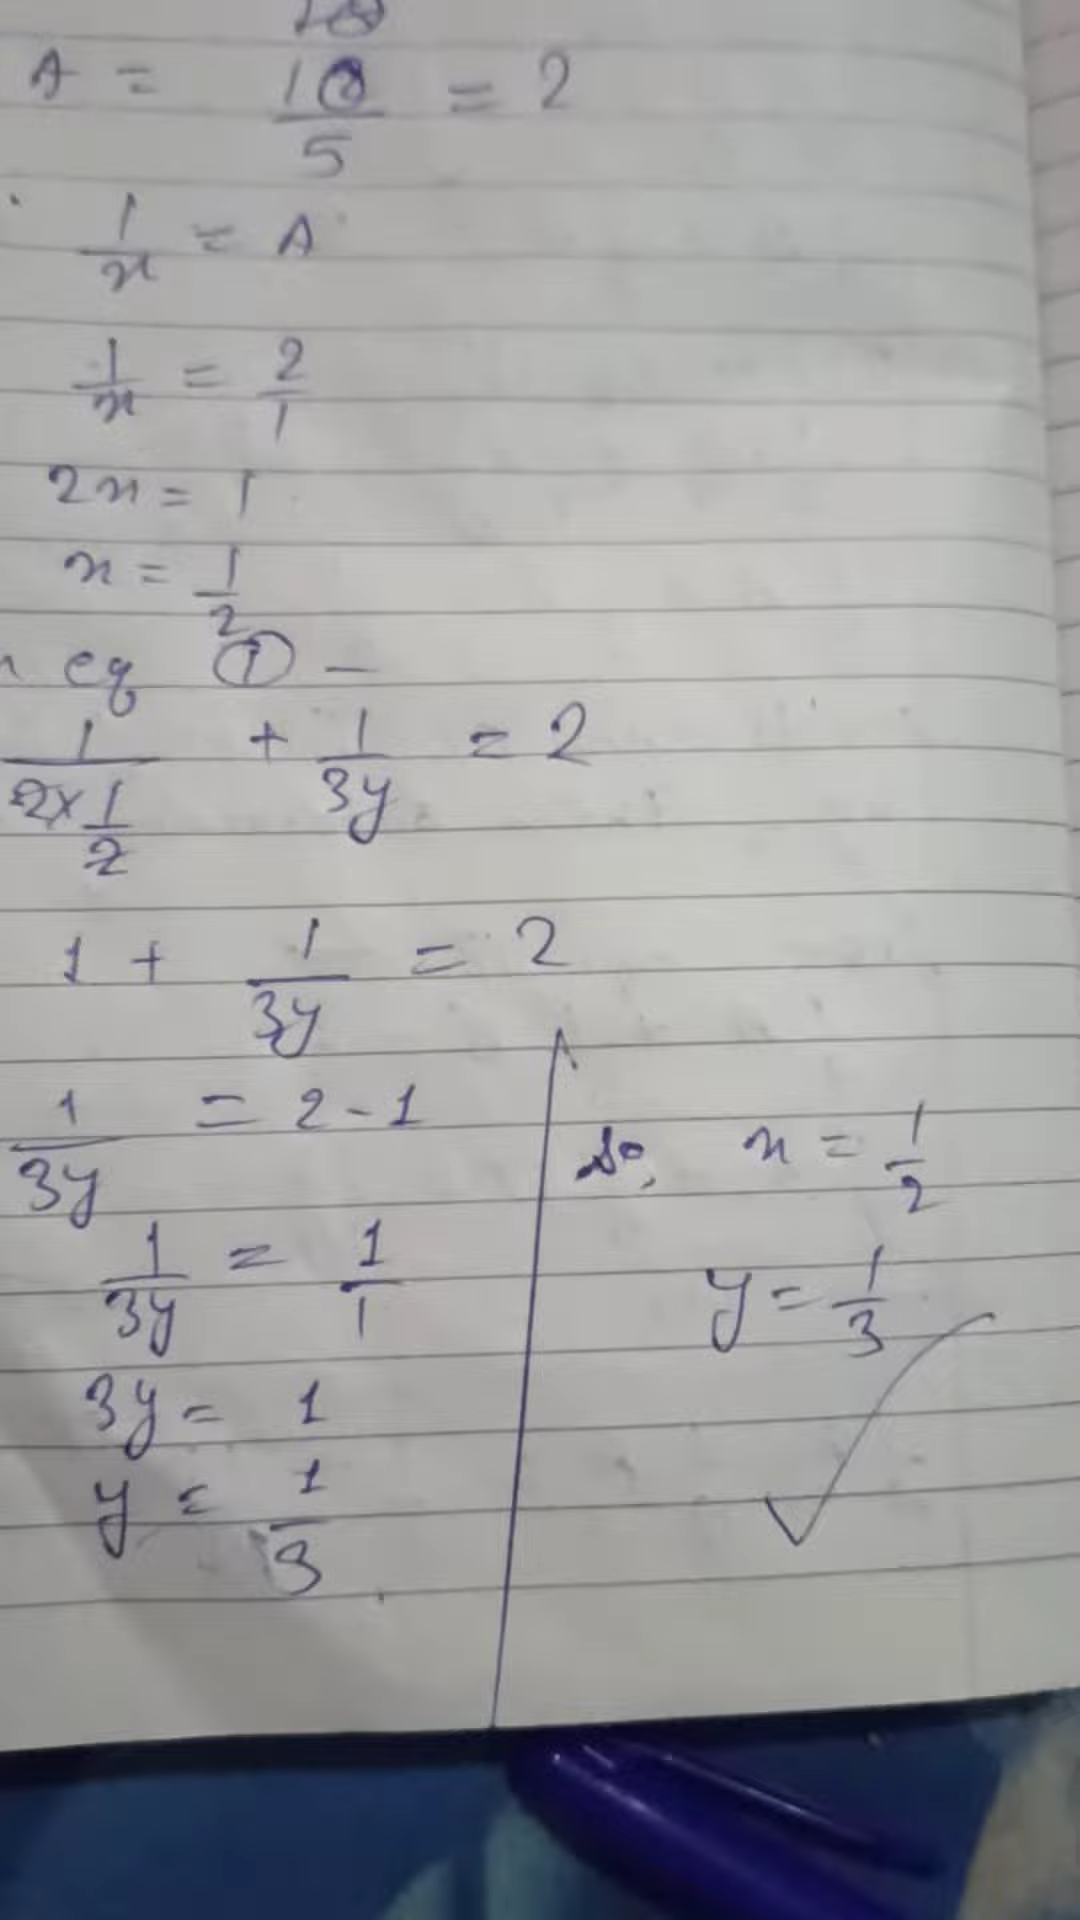 A = 10/5 = 2
1/x = A
1/x = 2/1
2x = 1
x = 1/2
eq ① –
1/(2×1/2) + 1/3y = 2
1 + 1/3y = 2
1/3y = 2-1
1/3y = 1/1
3y = 1
y = 1/3
So, x = 1/2
y = 1/3